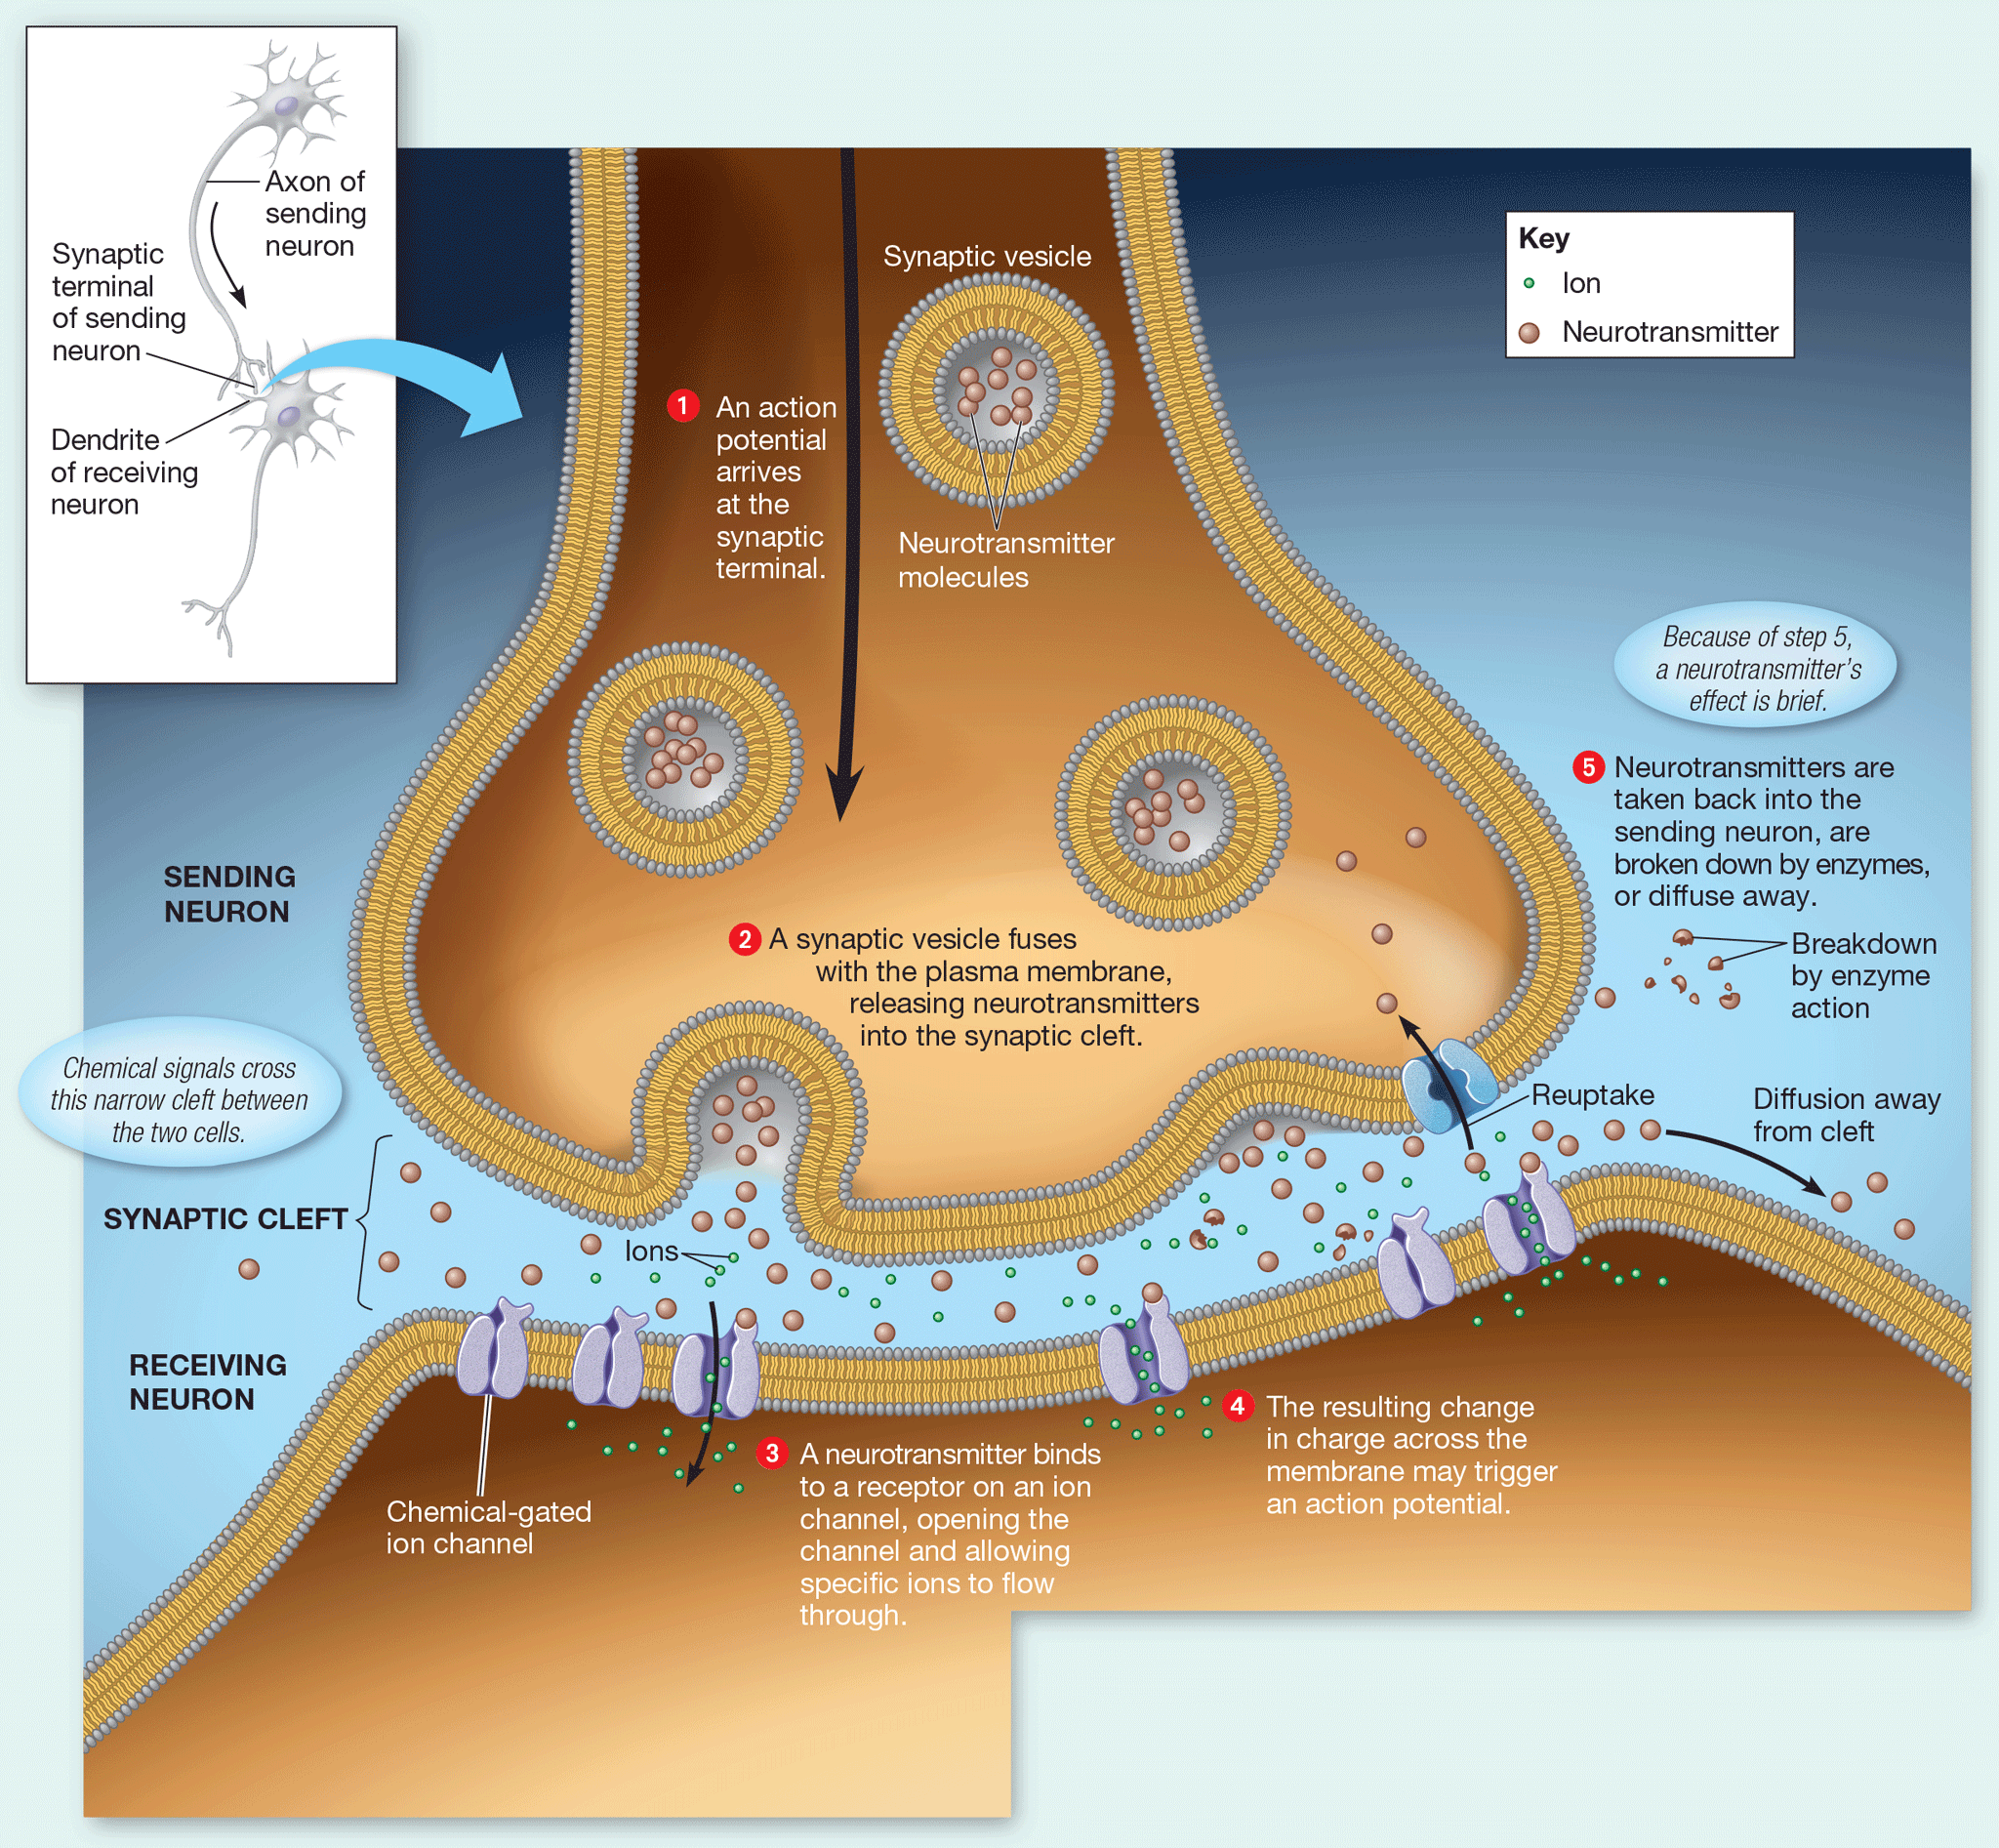 Axon of
sending
neuron
Synaptic
terminal
of sending
neuron
Dendrite
of receiving
neuron
Key
Ion
Neurotransmitter
Synaptic vesicle
Neurotransmitter
molecules
1 An action
potential
arrives
at the
synaptic
terminal.
Because of step 5,
a neurotransmitter’s
effect is brief.
5 Neurotransmitters are
taken back into the
sending neuron, are
broken down by enzymes,
or diffuse away.
Breakdown
by enzyme
action
SENDING
NEURON
2 A synaptic vesicle fuses
with the plasma membrane,
releasing neurotransmitters
into the synaptic cleft.
Chemical signals cross
this narrow cleft between
the two cells.
Reuptake
Diffusion away
from cleft
SYNAPTIC CLEFT
Ions
RECEIVING
NEURON
Chemical-gated
ion channel
3 A neurotransmitter binds
to a receptor on an ion
channel, opening the
channel and allowing
specific ions to flow
through.
4 The resulting change
in charge across the
membrane may trigger
an action potential.